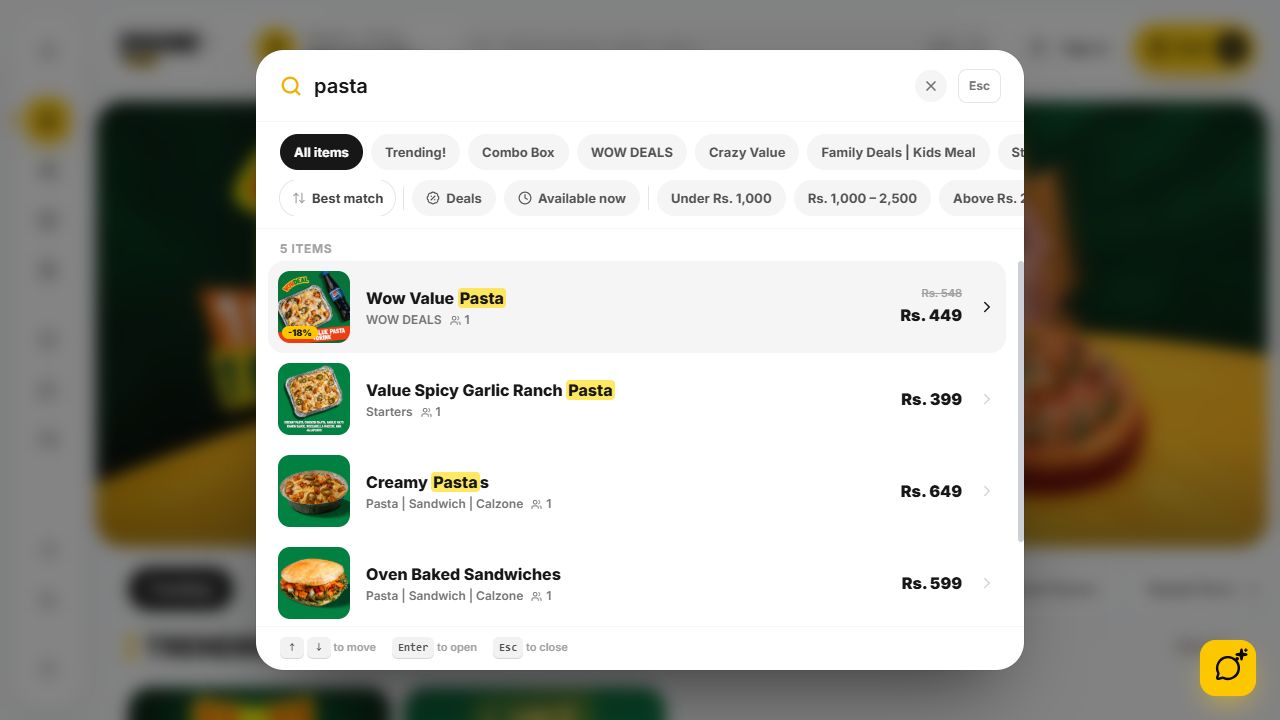 pasta
Esc
All items
Trending!
Combo Box
WOW DEALS
Crazy Value
Family Deals | Kids Meal
St
Best match
Deals
Available now
Under Rs. 1,000
Rs. 1,000 – 2,500
Above Rs. 2
5 ITEMS
-18%
Wow Value Pasta
WOW DEALS 1
Rs. 548
Rs. 449
Value Spicy Garlic Ranch Pasta
Starters 1
Rs. 399
Creamy Pastas
Pasta | Sandwich | Calzone 1
Rs. 649
Oven Baked Sandwiches
Pasta | Sandwich | Calzone 1
Rs. 599
↑ ↓ to move Enter to open Esc to close